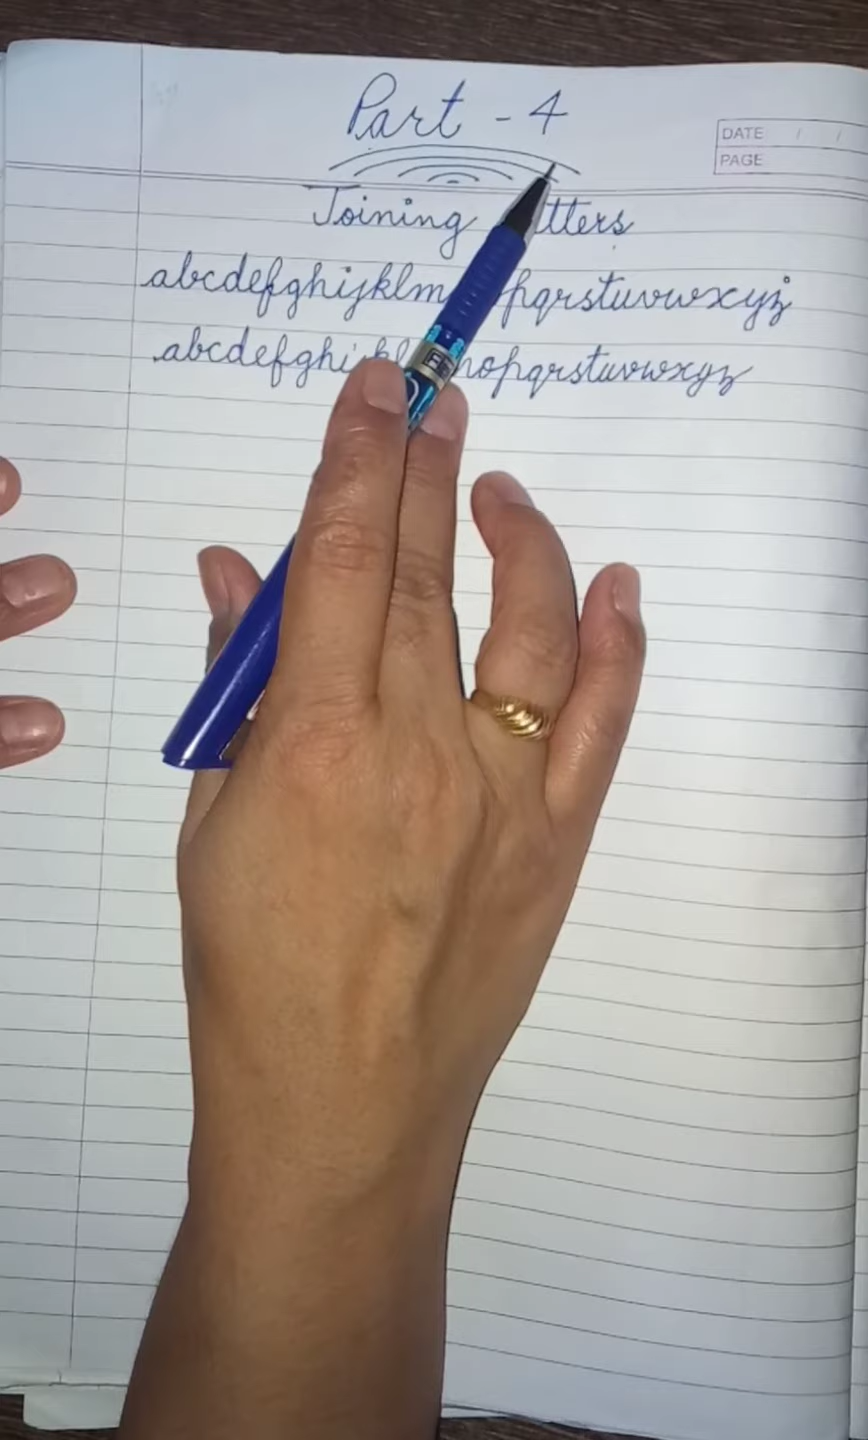 Part - 4
DATE / /
PAGE
Joining
abcdefghijklm pqrstuvwxyz
abcdefghi nopqrstuvwxyz